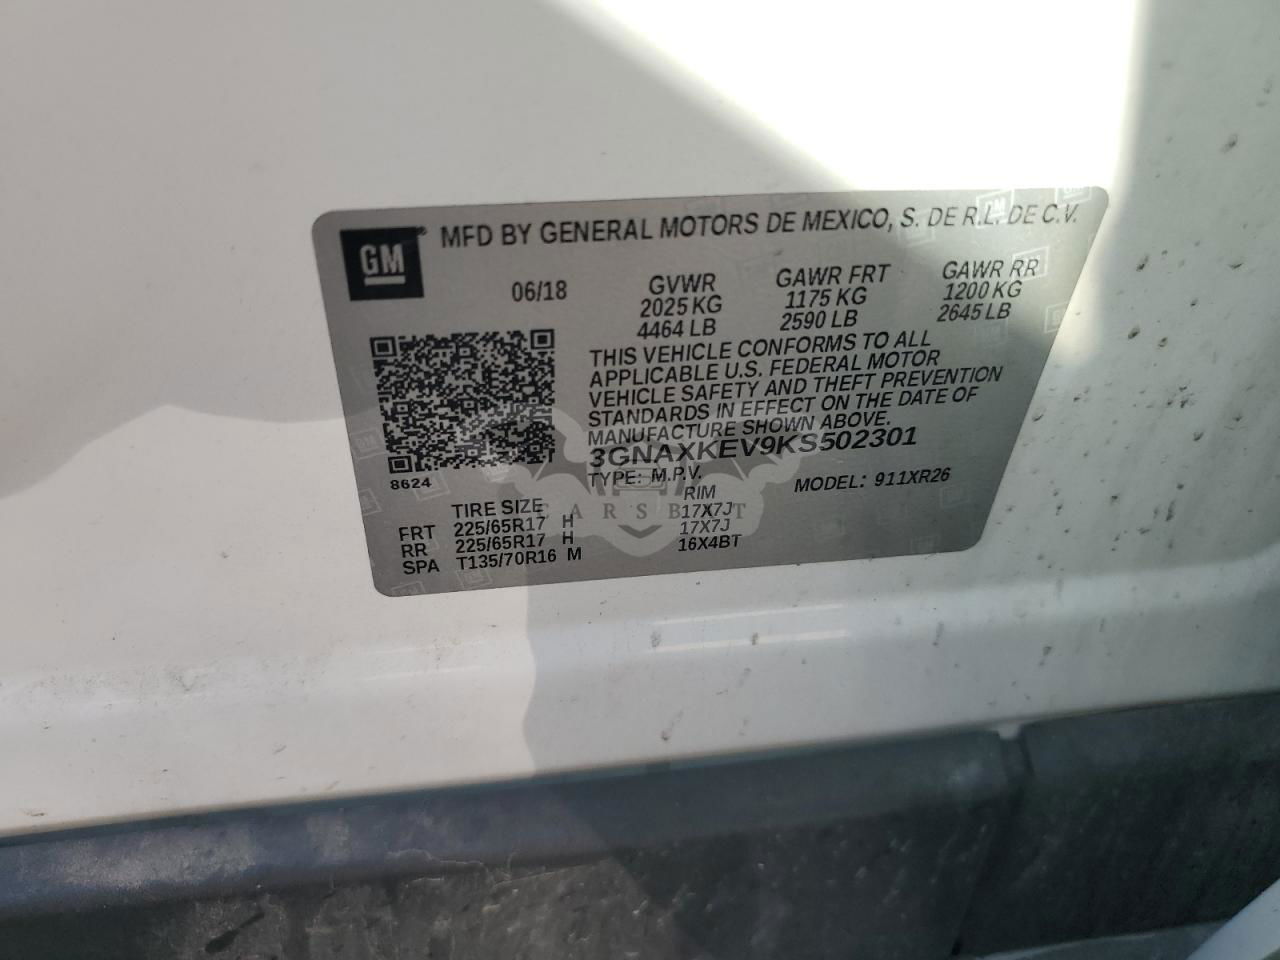 GM ® MFD BY GENERAL MOTORS DE MEXICO, S. DE R.L. DE C.V.
06/18 GVWR GAWR FRT GAWR RR
2025 KG 1175 KG 1200 KG
4464 LB 2590 LB 2645 LB
THIS VEHICLE CONFORMS TO ALL
APPLICABLE U.S. FEDERAL MOTOR
VEHICLE SAFETY AND THEFT PREVENTION
STANDARDS IN EFFECT ON THE DATE OF
MANUFACTURE SHOWN ABOVE.
3GNAXKEV9KS502301
8624
TYPE: M.P.V. MODEL: 911XR26
TIRE SIZE RIM
FRT 225/65R17 H 17X7J
RR 225/65R17 H 17X7J
SPA T135/70R16 M 16X4BT
CARSBAT